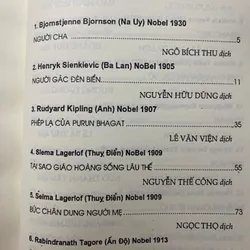 1. Bjornstjenne Bjornson (Na Uy) Nobel 1930
NGƯỜI CHA 5
NGÔ BÍCH THU dịch
2. Henryk Sienkievic (Ba Lan) NoBel 1905
NGƯỜI GÁC ĐÈN BIỂN 11
NGUYỄN HỮU DŨNG dịch
3. Rudyard Kipling (Anh) Nobel 1907
PHÉP LẠ CỦA PURUN BHAGAT 35
LÊ VĂN VIỆN dịch
4. Slema Lagerlof (Thuỵ Điển) NoBel 1909
TẠI SAO GIÁO HOÀNG SỐNG LÂU THẾ 55
NGUYỄN THẾ CÔNG dịch
5. Selma Lagerlof (Thuỵ Điển) Nobel 1909
BỨC CHÂN DUNG NGƯỜI MẸ 73
NGỌC THỌ dịch
6. Rabindranath Tagore (Ấn Độ) Nobel 1913